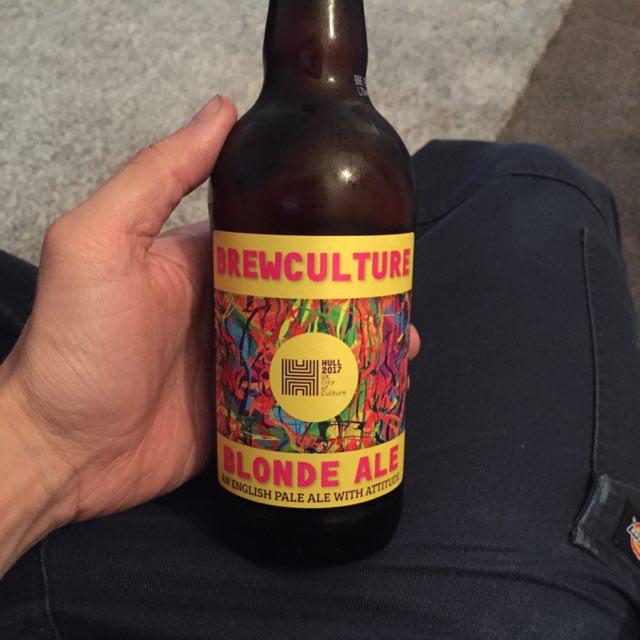 BREWCULTURE
HULL
2017
UK
City
of
Culture
BLONDE ALE
AN ENGLISH PALE ALE WITH ATTITUDE